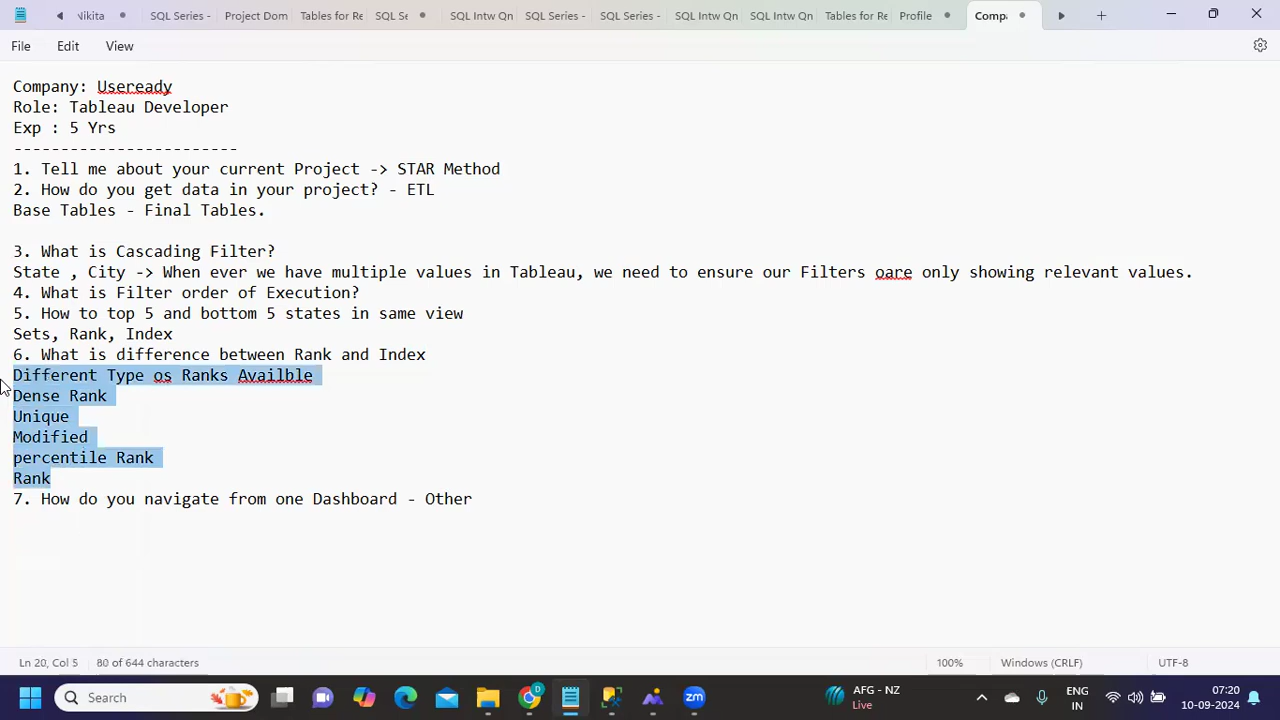 Nikita
SQL Series -
Project Dom
Tables for Re
SQL Se
SQL Intw Qn
SQL Series -
SQL Series -
SQL Intw Qn
SQL Intw Qn
Tables for Re
Profile
Compa
File
Edit
View
Company: Useready
Role: Tableau Developer
Exp : 5 Yrs
------------------------
1. Tell me about your current Project -> STAR Method
2. How do you get data in your project? - ETL
Base Tables - Final Tables.
3. What is Cascading Filter?
State , City -> When ever we have multiple values in Tableau, we need to ensure our Filters oare only showing relevant values.
4. What is Filter order of Execution?
5. How to top 5 and bottom 5 states in same view
Sets, Rank, Index
6. What is difference between Rank and Index
Different Type os Ranks Availble
Dense Rank
Unique
Modified
percentile Rank
Rank
7. How do you navigate from one Dashboard - Other
Ln 20, Col 5
80 of 644 characters
100%
Windows (CRLF)
UTF-8
Search
D
zm
AFG - NZ
Live
ENG
IN
07:20
10-09-2024